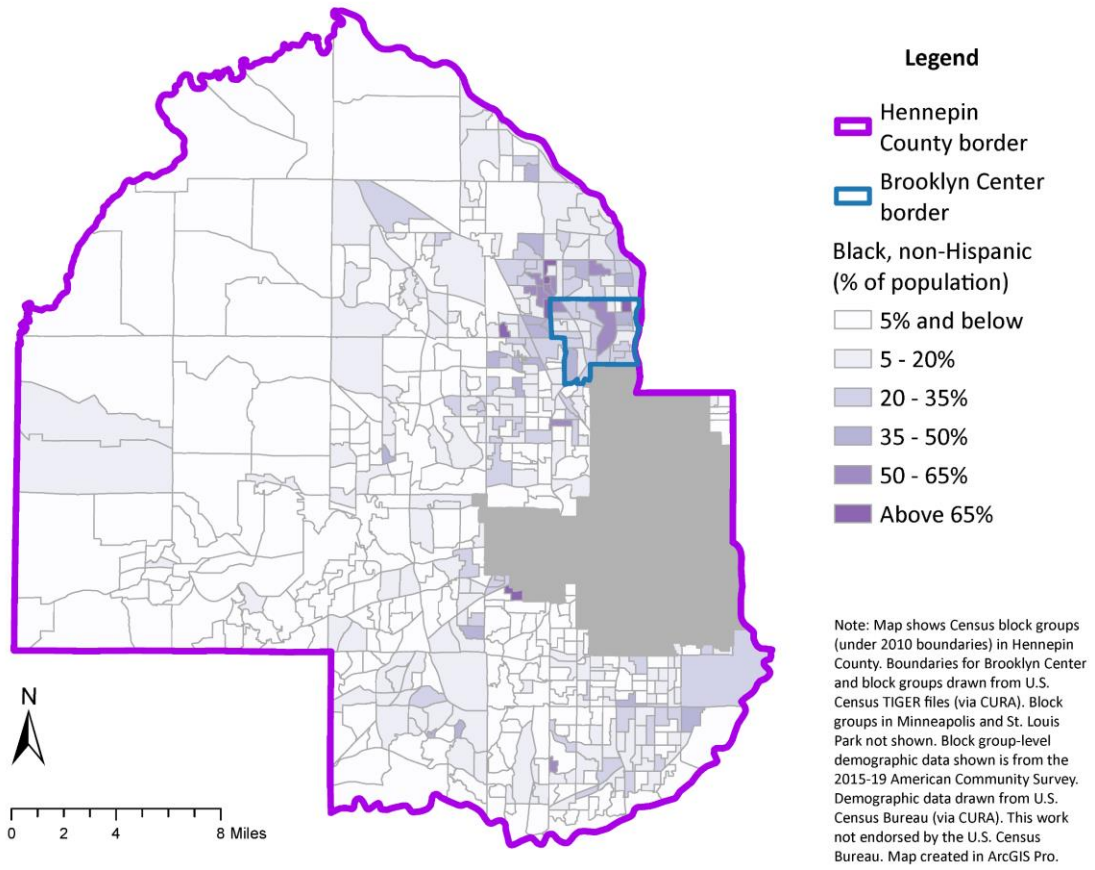 Legend
Hennepin
County border
Brooklyn Center
border
Black, non-Hispanic
(% of population)
5% and below
5 - 20%
20 - 35%
35 - 50%
50 - 65%
Above 65%
Note: Map shows Census block groups
(under 2010 boundaries) in Hennepin
County. Boundaries for Brooklyn Center
and block groups drawn from U.S.
Census TIGER files (via CURA). Block
groups in Minneapolis and St. Louis
Park not shown. Block group-level
demographic data shown is from the
2015-19 American Community Survey.
Demographic data drawn from U.S.
Census Bureau (via CURA). This work
not endorsed by the U.S. Census
Bureau. Map created in ArcGIS Pro.
N
0 2 4 8 Miles